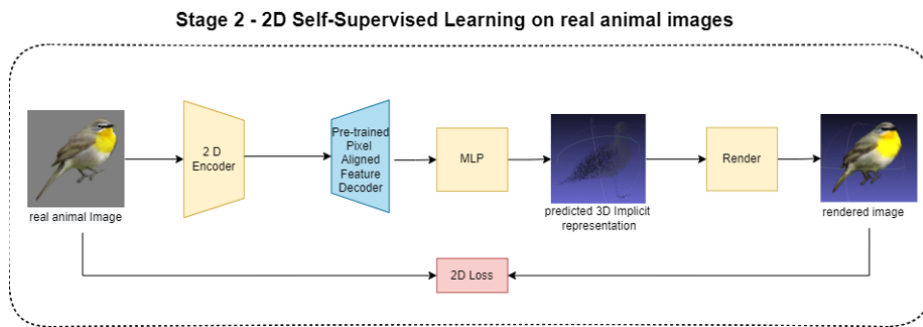 Stage 2 - 2D Self-Supervised Learning on real animal images
real animal Image
2 D
Encoder
Pre-trained
Pixel
Aligned
Feature
Decoder
MLP
predicted 3D Implicit
representation
Render
rendered image
2D Loss